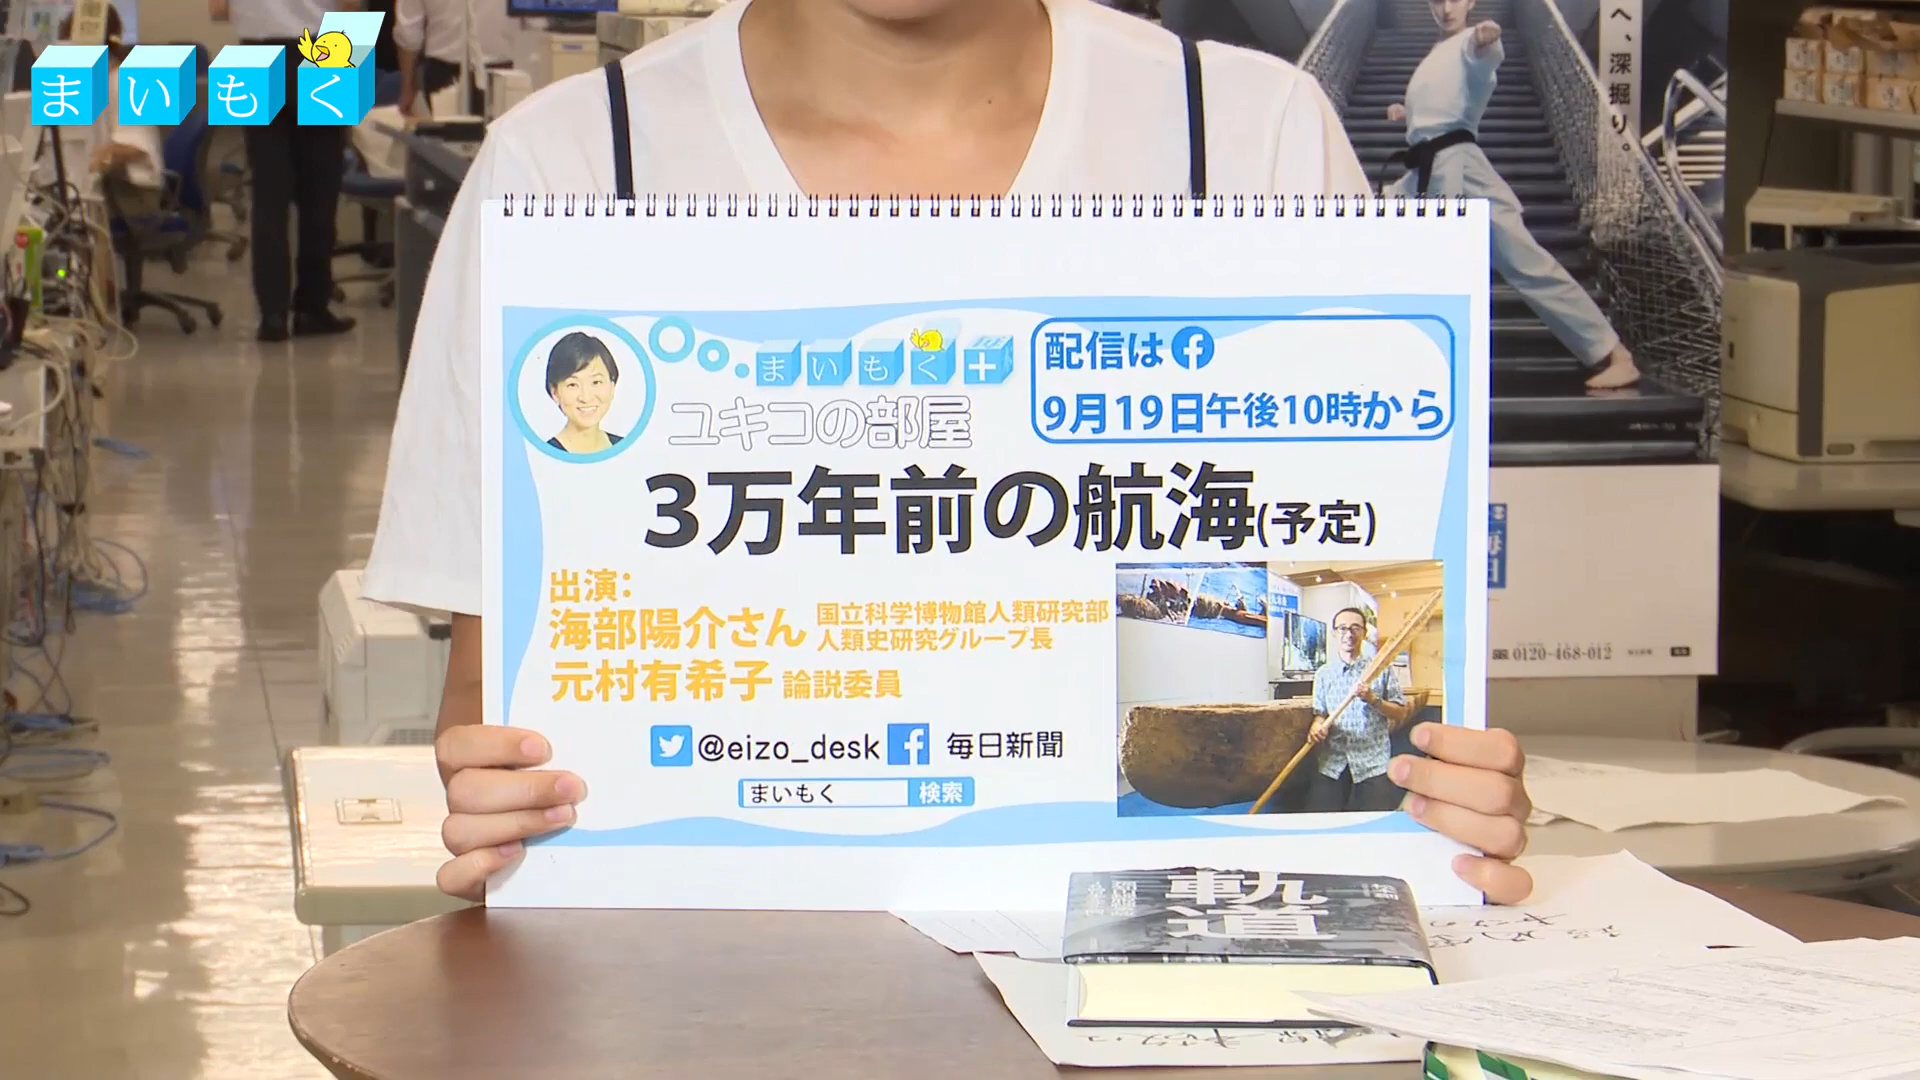 まいもく
へ、深掘り。
まいもく+
ユキコの部屋
配信は
9月19日午後10時から
3万年前の航海(予定)
出演:
海部陽介さん 国立科学博物館人類研究部
人類史研究グループ長
元村有希子 論説委員
@eizo_desk 毎日新聞
まいもく 検索
0120-468-012
軌道